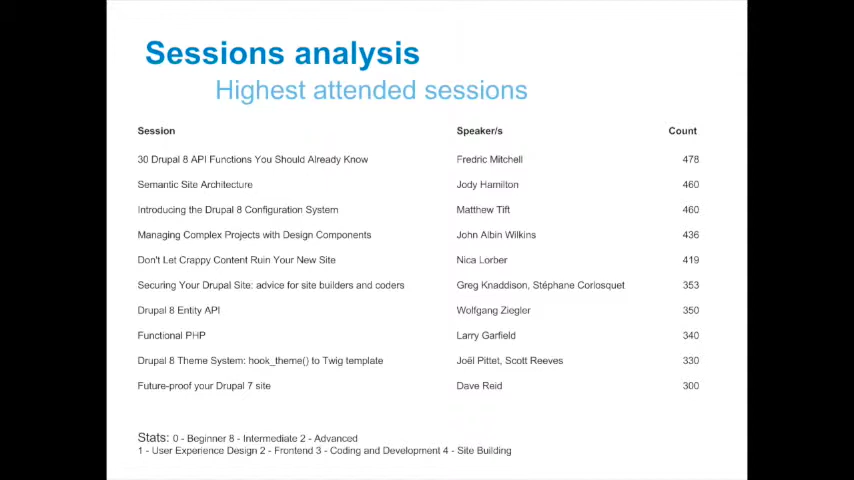 Sessions analysis
Highest attended sessions
Session Speaker/s Count
30 Drupal 8 API Functions You Should Already Know Fredric Mitchell 478
Semantic Site Architecture Jody Hamilton 460
Introducing the Drupal 8 Configuration System Matthew Tift 460
Managing Complex Projects with Design Components John Albin Wilkins 436
Don't Let Crappy Content Ruin Your New Site Nica Lorber 419
Securing Your Drupal Site: advice for site builders and coders Greg Knaddison, Stéphane Corlosquet 353
Drupal 8 Entity API Wolfgang Ziegler 350
Functional PHP Larry Garfield 340
Drupal 8 Theme System: hook_theme() to Twig template Joël Pittet, Scott Reeves 330
Future-proof your Drupal 7 site Dave Reid 300
Stats: 0 - Beginner 8 - Intermediate 2 - Advanced
1 - User Experience Design 2 - Frontend 3 - Coding and Development 4 - Site Building